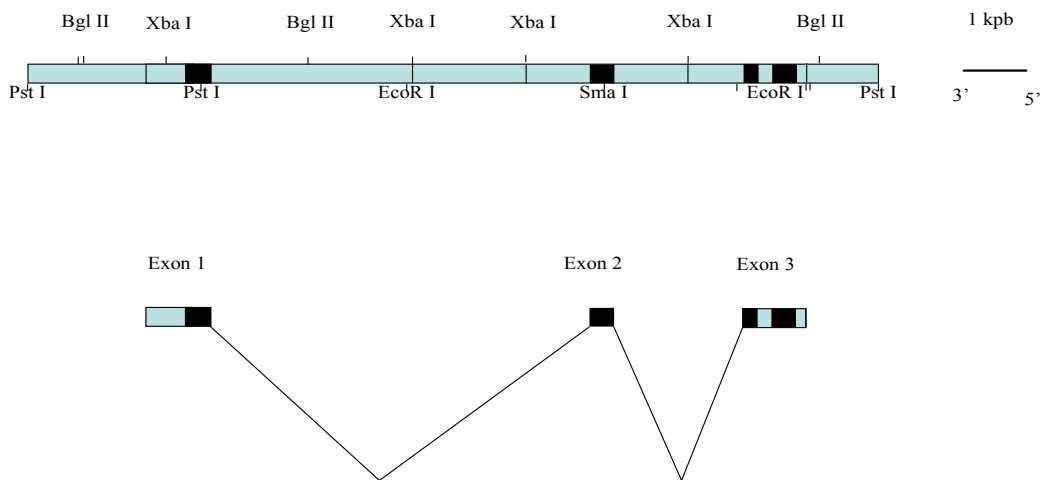 Bgl II Xba I Bgl II Xba I Xba I Xba I Bgl II 1 kpb
Pst I Pst I EcoR I Sma I EcoR I Pst I 3’ 5’
Exon 1 Exon 2 Exon 3